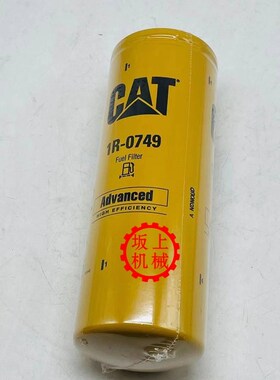 CAT
1R-0749
Fuel Filter
Advanced
HIGH EFFICIENCY
坂上
机械